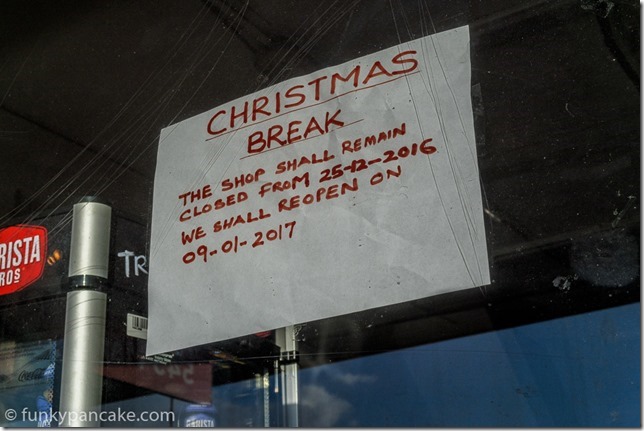 CHRISTMAS
BREAK
THE SHOP SHALL REMAIN
CLOSED FROM 25-12-2016
WE SHALL REOPEN ON
09-01-2017
TR
RISTA
ROS
© funkypancake.com